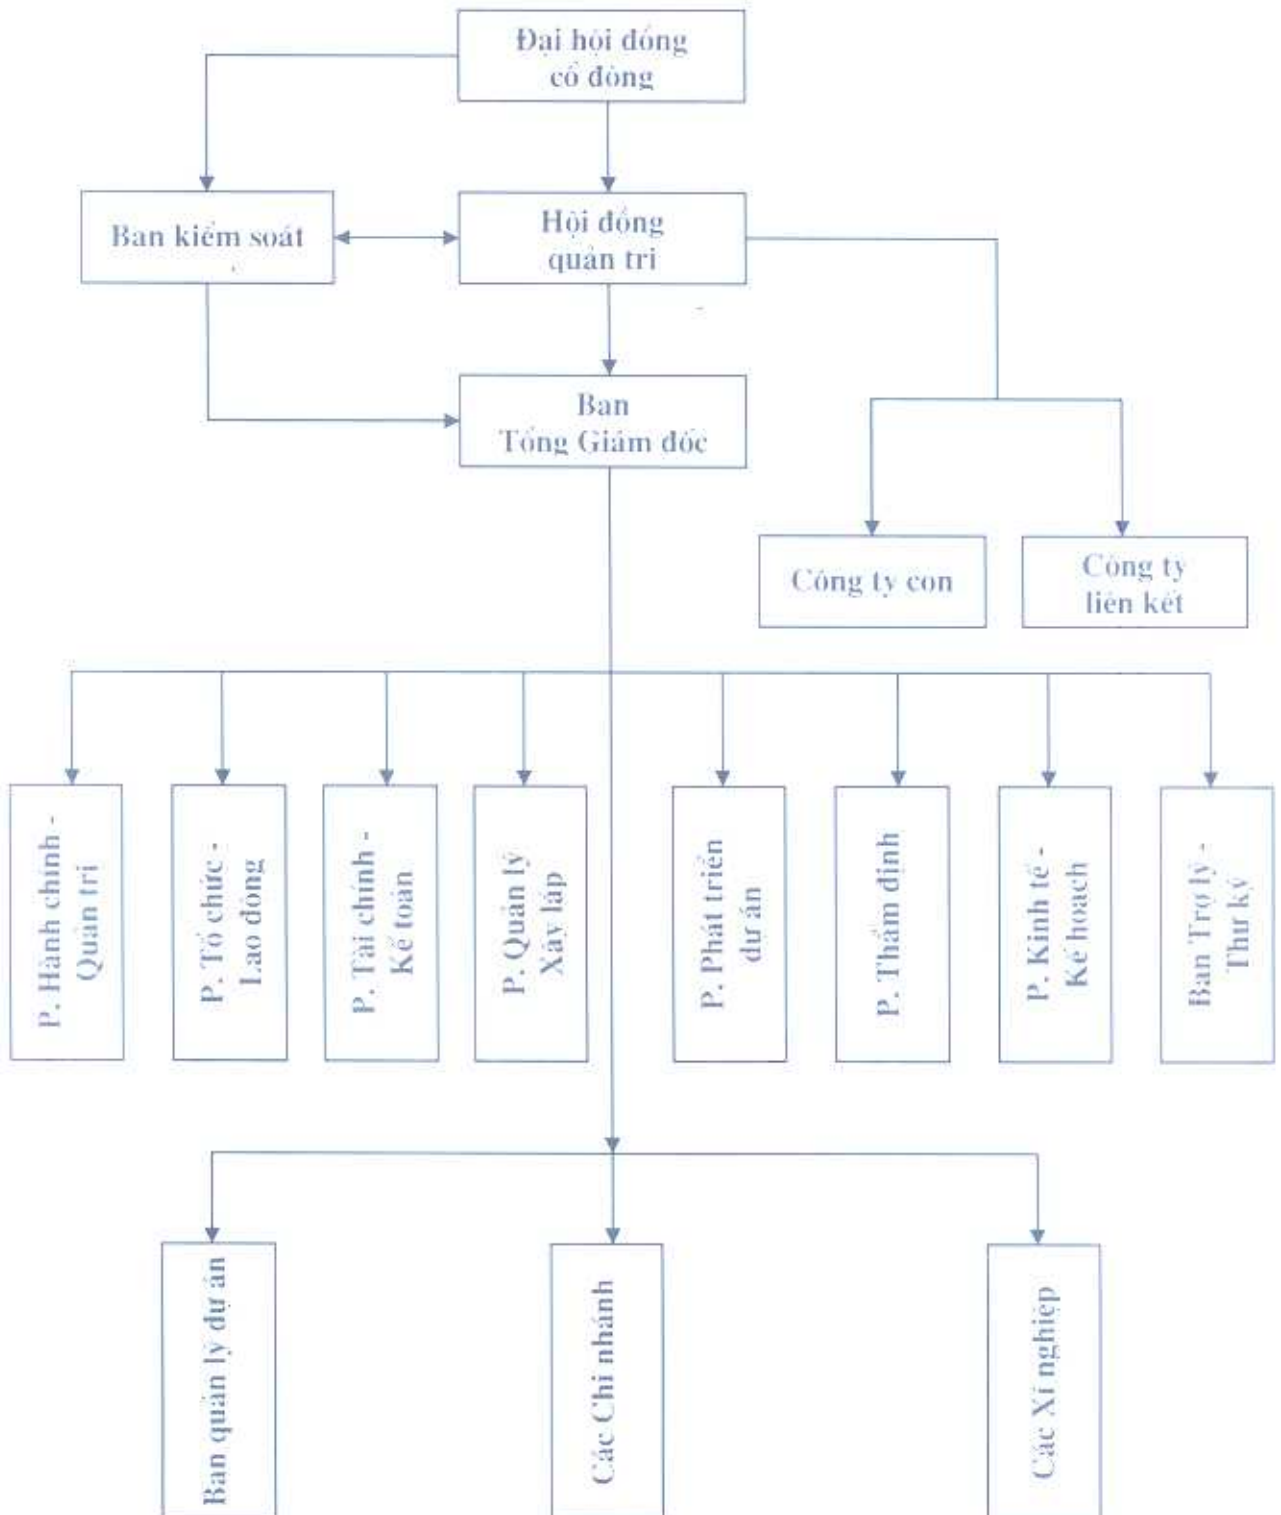 Đại hội đồng
cổ đông
Ban kiểm soát
Hội đồng
quản trị
Ban
Tổng Giám đốc
Công ty con
Công ty
liên kết
P. Hành chính -
Quản trị
P. Tổ chức -
Lao động
P. Tài chính -
Kế toán
P. Quản lý
Xây lắp
P. Phát triển
dự án
P. Thẩm định
P. Kinh tế -
Kế hoạch
Ban Trợ lý -
Thư ký
Ban quản lý dự án
Các Chi nhánh
Các Xí nghiệp